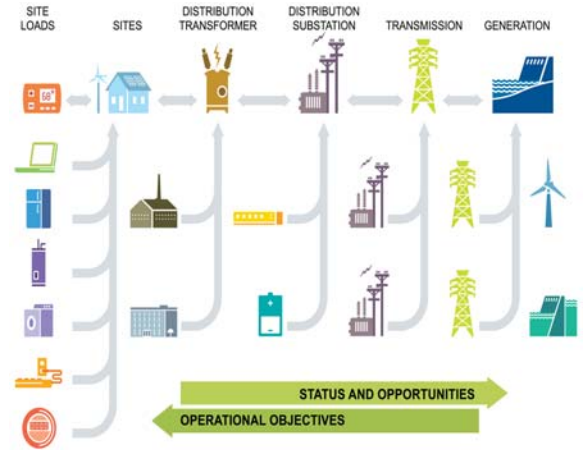 SITE
LOADS
SITES
DISTRIBUTION
TRANSFORMER
DISTRIBUTION
SUBSTATION
TRANSMISSION
GENERATION
68°
STATUS AND OPPORTUNITIES
OPERATIONAL OBJECTIVES